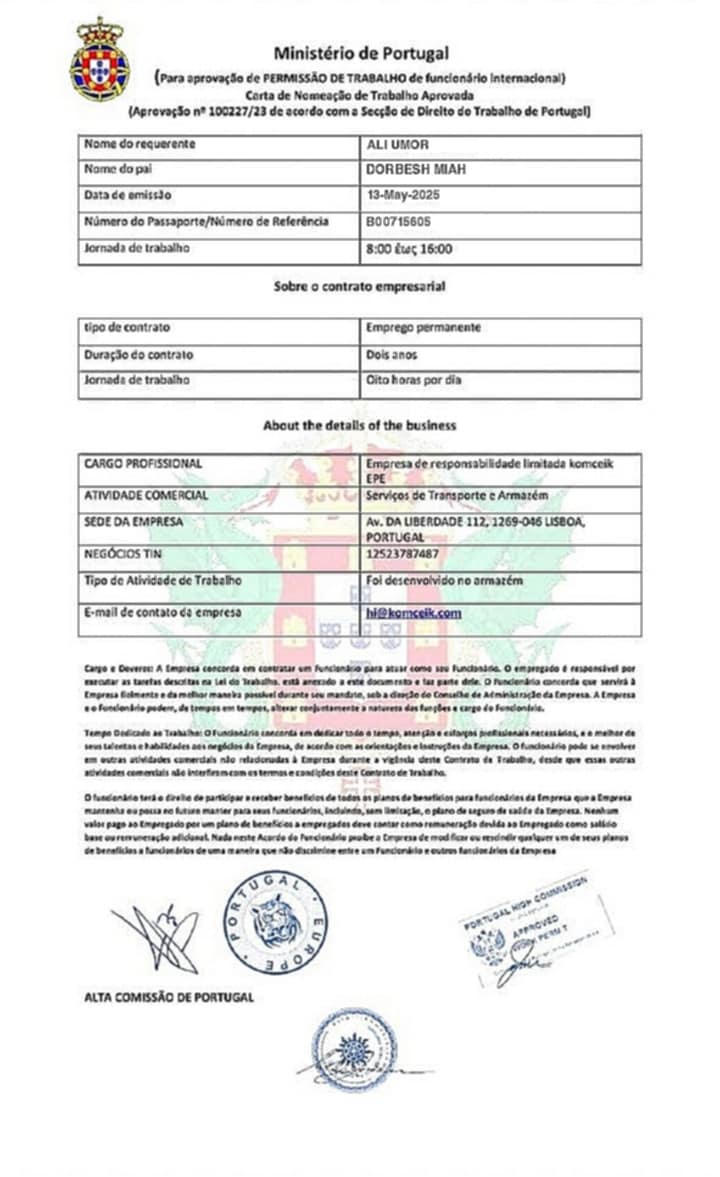 Ministério de Portugal
(Para aprovação de PERMISSÃO DE TRABALHO de funcionário Internacional)
Carta de Nomeação de Trabalho Aprovada
(Aprovação nº 100227/23 de acordo com a Secção de Direito do Trabalho de Portugal)
Nome do requerente ALI UMOR
Nome do pai DORBESH MIAH
Data de emissão 13-May-2025
Número do Passaporte/Número de Referência B00715605
Jornada de trabalho 8:00 έως 16:00
Sobre o contrato empresarial
tipo de contrato Emprego permanente
Duração do contrato Dois anos
Jornada de trabalho Oito horas por dia
About the details of the business
CARGO PROFISSIONAL Empresa de responsabilidade limitada komceik
EPE
ATIVIDADE COMERCIAL Serviços de Transporte e Armazém
SEDE DA EMPRESA Av. DA LIBERDADE 112, 1269-046 LISBOA,
PORTUGAL
NEGÓCIOS TIN 12523787487
Tipo de Atividade de Trabalho Foi desenvolvido no armazém
E-mail de contato da empresa hi@komceik.com
Cargo e Deveres: A Empresa concorda em contratar um Funcionário para atuar como seu Funcionário. O empregado é responsável por
executar as tarefas descritas na Lei do Trabalho. está anexado a este documento e faz parte dele. O Funcionário concorda que servirá à
Empresa fielmente e da melhor maneira possível durante seu mandato, sob a direção do Conselho de Administração da Empresa. A Empresa
e o Funcionário podem, de tempos em tempos, alterar conjuntamente a natureza das funções e cargo do Funcionário.
Tempo Dedicado ao Trabalho: O Funcionário concorda em dedicar todo o tempo, atenção e esforços profissionais necessários, e o melhor de
seus talentos e habilidades aos negócios da Empresa, de acordo com as orientações e instruções da Empresa. O funcionário pode se envolver
em outras atividades comerciais não relacionadas à Empresa durante a vigência deste Contrato de Trabalho, desde que essas outras
atividades comerciais não interfiram com os termos e condições deste Contrato de Trabalho.
O funcionário terá o direito de participar e receber benefícios de todos os planos de benefícios para funcionários da Empresa que a Empresa
mantenha ou possa no futuro manter para seus funcionários, incluindo, sem limitação, o plano de seguro de saúde da Empresa. Nenhum
valor pago ao Empregado por um plano de benefícios a empregados deve contar como remuneração devida ao Empregado como salário
base ou remuneração adicional. Nada neste Acordo do Funcionário proíbe a Empresa de modificar ou rescindir qualquer um de seus planos
de benefícios a funcionários de uma maneira que não discrimine entre um Funcionário e outros funcionários da Empresa
PORTUGAL
EUROPE
PORTUGAL HIGH COMMISSION
APPROVED
PERMIT
ALTA COMISSÃO DE PORTUGAL